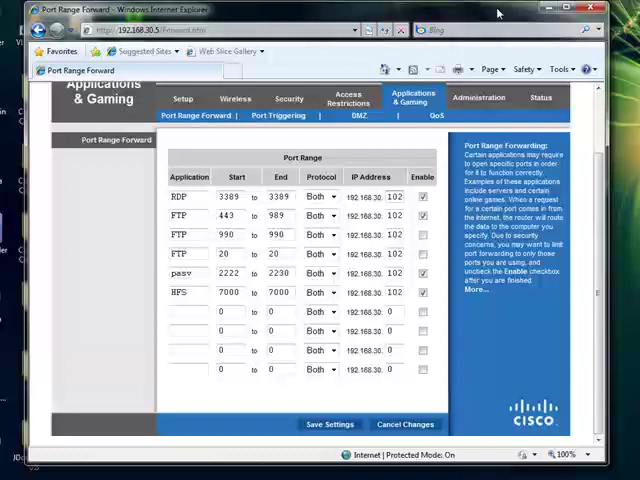 Port Range Forward - Windows Internet Explorer
http://192.168.30.5/Forward.htm
Bing
Favorites
Suggested Sites
Web Slice Gallery
Port Range Forward
Page
Safety
Tools
Applications & Gaming
Setup
Wireless
Security
Access Restrictions
Applications & Gaming
Administration
Status
Port Range Forward | Port Triggering | DMZ | QoS
Port Range Forward
Port Range
Application Start End Protocol IP Address Enable
RDP 3389 to 3389 Both 192.168.30. 102
FTP 443 to 989 Both 192.168.30. 102
FTP 990 to 990 Both 192.168.30. 102
FTP 20 to 20 Both 192.168.30. 102
pasv 2222 to 2230 Both 192.168.30. 102
HFS 7000 to 7000 Both 192.168.30. 102
0 to 0 Both 192.168.30. 0
0 to 0 Both 192.168.30. 0
0 to 0 Both 192.168.30. 0
0 to 0 Both 192.168.30. 0
Port Range Forwarding:
Certain applications may require
to open specific ports in order
for it to function correctly.
Examples of these applications
include servers and certain
online games. When a request
for a certain port comes in from
the internet, the router will route
the data to the computer you
specify. Due to security
concerns, you may want to limit
port forwarding to only those
ports you are using, and
uncheck the Enable checkbox
after you are finished.
More...
CISCO
Save Settings
Cancel Changes
Internet | Protected Mode: On
100%